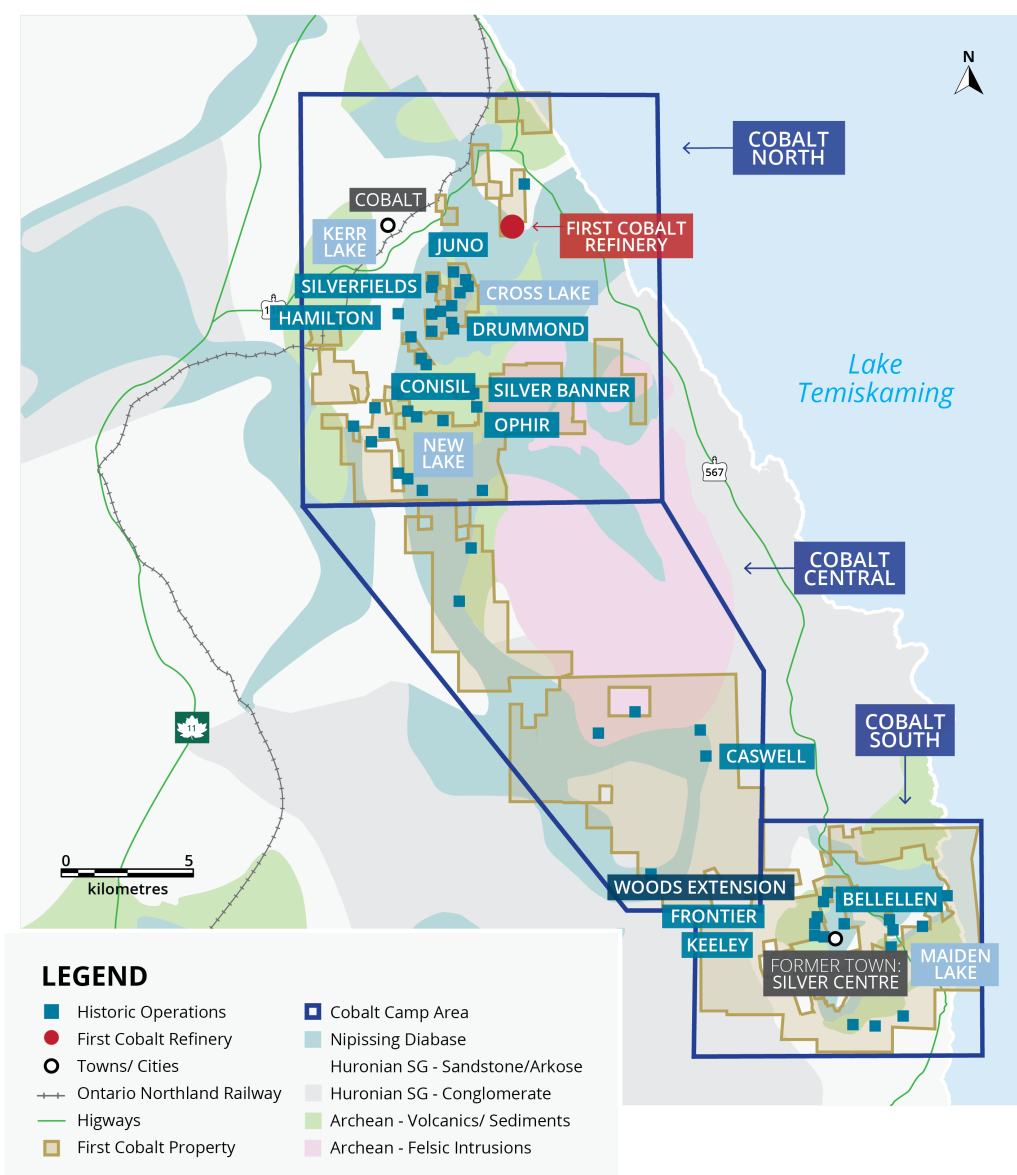 N
COBALT
NORTH
COBALT
KERR
LAKE
JUNO
FIRST COBALT
REFINERY
SILVERFIELDS
CROSS LAKE
HAMILTON
DRUMMOND
Lake
Temiskaming
CONISIL
SILVER BANNER
OPHIR
NEW
LAKE
567
COBALT
CENTRAL
11
COBALT
SOUTH
CASWELL
0 5
kilometres
WOODS EXTENSION
BELLELLEN
FRONTIER
KEELEY
FORMER TOWN:
SILVER CENTRE
MAIDEN
LAKE
LEGEND
Historic Operations
First Cobalt Refinery
Towns/ Cities
Ontario Northland Railway
Higways
First Cobalt Property
Cobalt Camp Area
Nipissing Diabase
Huronian SG - Sandstone/Arkose
Huronian SG - Conglomerate
Archean - Volcanics/ Sediments
Archean - Felsic Intrusions